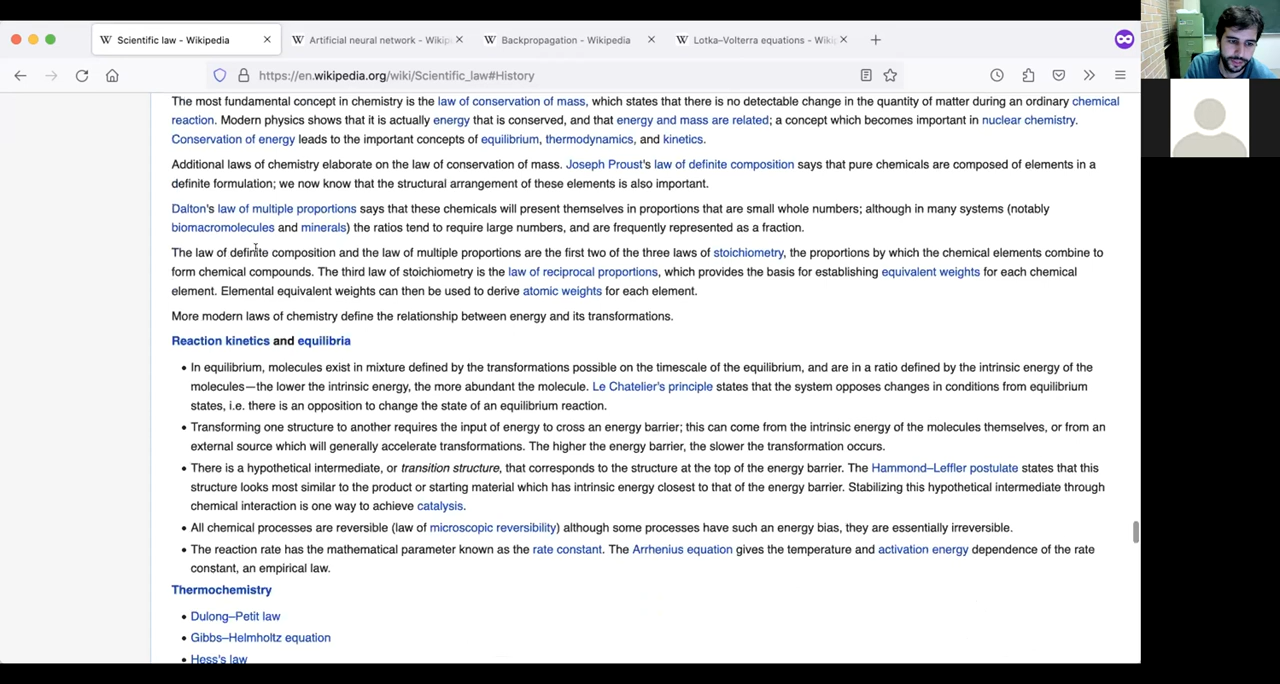 Scientific law - Wikipedia
Artificial neural network - Wikip
Backpropagation - Wikipedia
Lotka–Volterra equations - Wiki
https://en.wikipedia.org/wiki/Scientific_law#History
The most fundamental concept in chemistry is the law of conservation of mass, which states that there is no detectable change in the quantity of matter during an ordinary chemical
reaction. Modern physics shows that it is actually energy that is conserved, and that energy and mass are related; a concept which becomes important in nuclear chemistry.
Conservation of energy leads to the important concepts of equilibrium, thermodynamics, and kinetics.
Additional laws of chemistry elaborate on the law of conservation of mass. Joseph Proust's law of definite composition says that pure chemicals are composed of elements in a
definite formulation; we now know that the structural arrangement of these elements is also important.
Dalton's law of multiple proportions says that these chemicals will present themselves in proportions that are small whole numbers; although in many systems (notably
biomacromolecules and minerals) the ratios tend to require large numbers, and are frequently represented as a fraction.
The law of definite composition and the law of multiple proportions are the first two of the three laws of stoichiometry, the proportions by which the chemical elements combine to
form chemical compounds. The third law of stoichiometry is the law of reciprocal proportions, which provides the basis for establishing equivalent weights for each chemical
element. Elemental equivalent weights can then be used to derive atomic weights for each element.
More modern laws of chemistry define the relationship between energy and its transformations.
Reaction kinetics and equilibria
• In equilibrium, molecules exist in mixture defined by the transformations possible on the timescale of the equilibrium, and are in a ratio defined by the intrinsic energy of the
molecules—the lower the intrinsic energy, the more abundant the molecule. Le Chatelier's principle states that the system opposes changes in conditions from equilibrium
states, i.e. there is an opposition to change the state of an equilibrium reaction.
• Transforming one structure to another requires the input of energy to cross an energy barrier; this can come from the intrinsic energy of the molecules themselves, or from an
external source which will generally accelerate transformations. The higher the energy barrier, the slower the transformation occurs.
• There is a hypothetical intermediate, or transition structure, that corresponds to the structure at the top of the energy barrier. The Hammond–Leffler postulate states that this
structure looks most similar to the product or starting material which has intrinsic energy closest to that of the energy barrier. Stabilizing this hypothetical intermediate through
chemical interaction is one way to achieve catalysis.
• All chemical processes are reversible (law of microscopic reversibility) although some processes have such an energy bias, they are essentially irreversible.
• The reaction rate has the mathematical parameter known as the rate constant. The Arrhenius equation gives the temperature and activation energy dependence of the rate
constant, an empirical law.
Thermochemistry
• Dulong–Petit law
• Gibbs–Helmholtz equation
• Hess's law